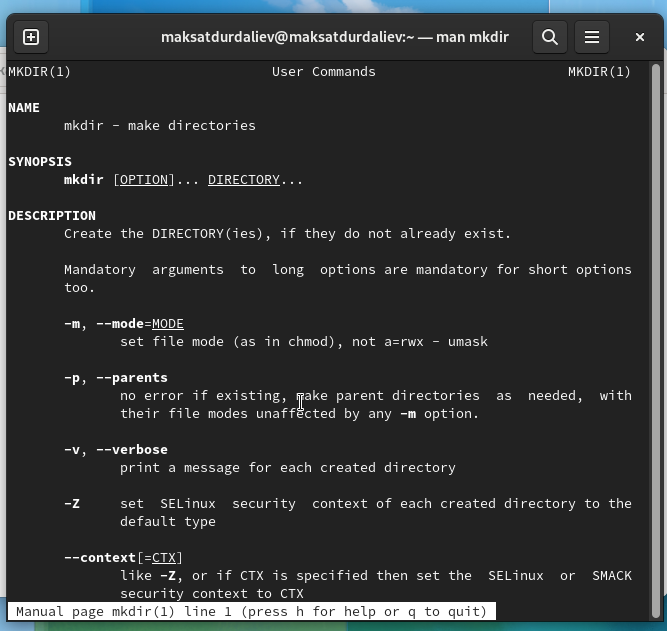 maksatdurdaliev@maksatdurdaliev:~ — man mkdir
MKDIR(1) User Commands MKDIR(1)
NAME
mkdir - make directories
SYNOPSIS
mkdir [OPTION]... DIRECTORY...
DESCRIPTION
Create the DIRECTORY(ies), if they do not already exist.
Mandatory arguments to long options are mandatory for short options
too.
-m, --mode=MODE
set file mode (as in chmod), not a=rwx - umask
-p, --parents
no error if existing, make parent directories as needed, with
their file modes unaffected by any -m option.
-v, --verbose
print a message for each created directory
-Z set SELinux security context of each created directory to the
default type
--context[=CTX]
like -Z, or if CTX is specified then set the SELinux or SMACK
security context to CTX
Manual page mkdir(1) line 1 (press h for help or q to quit)